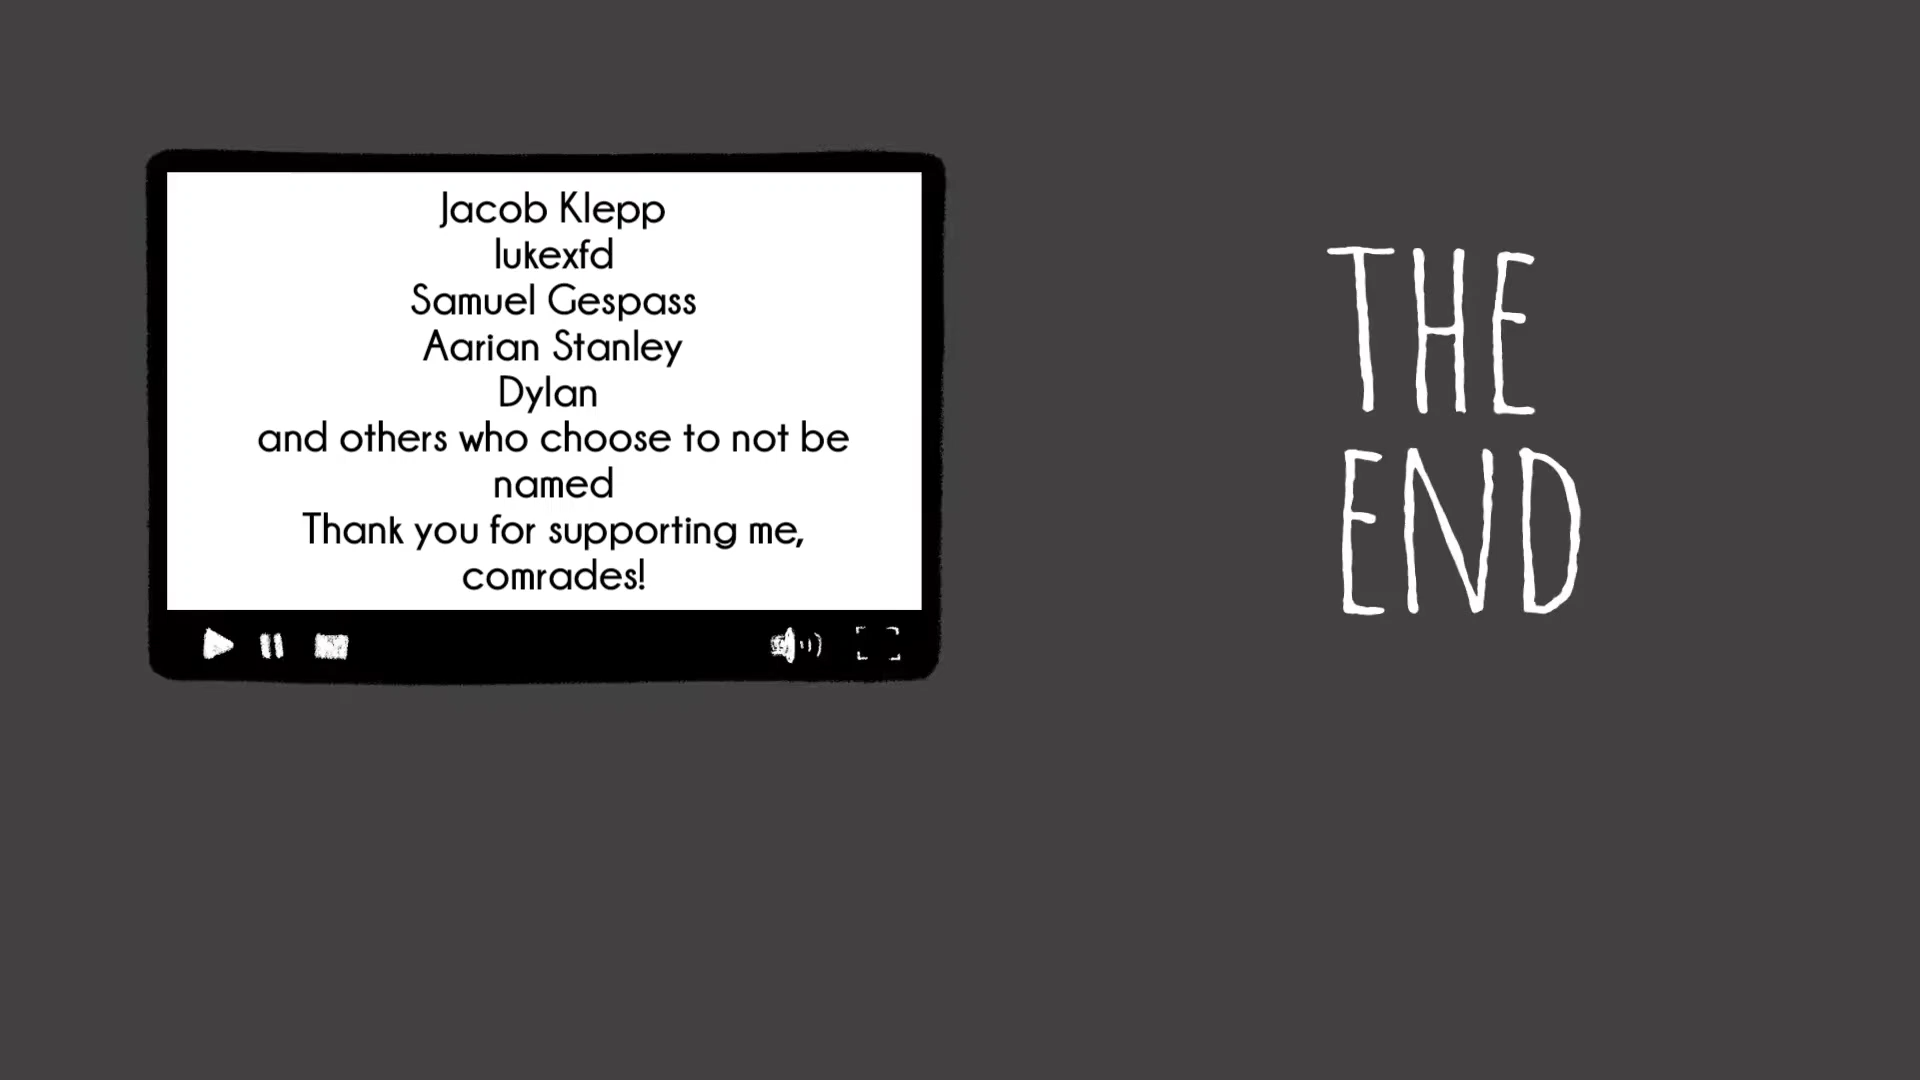 Jacob Klepp
lukexfd
Samuel Gespass
Aarian Stanley
Dylan
and others who choose to not be
named
Thank you for supporting me,
comrades!
THE
END